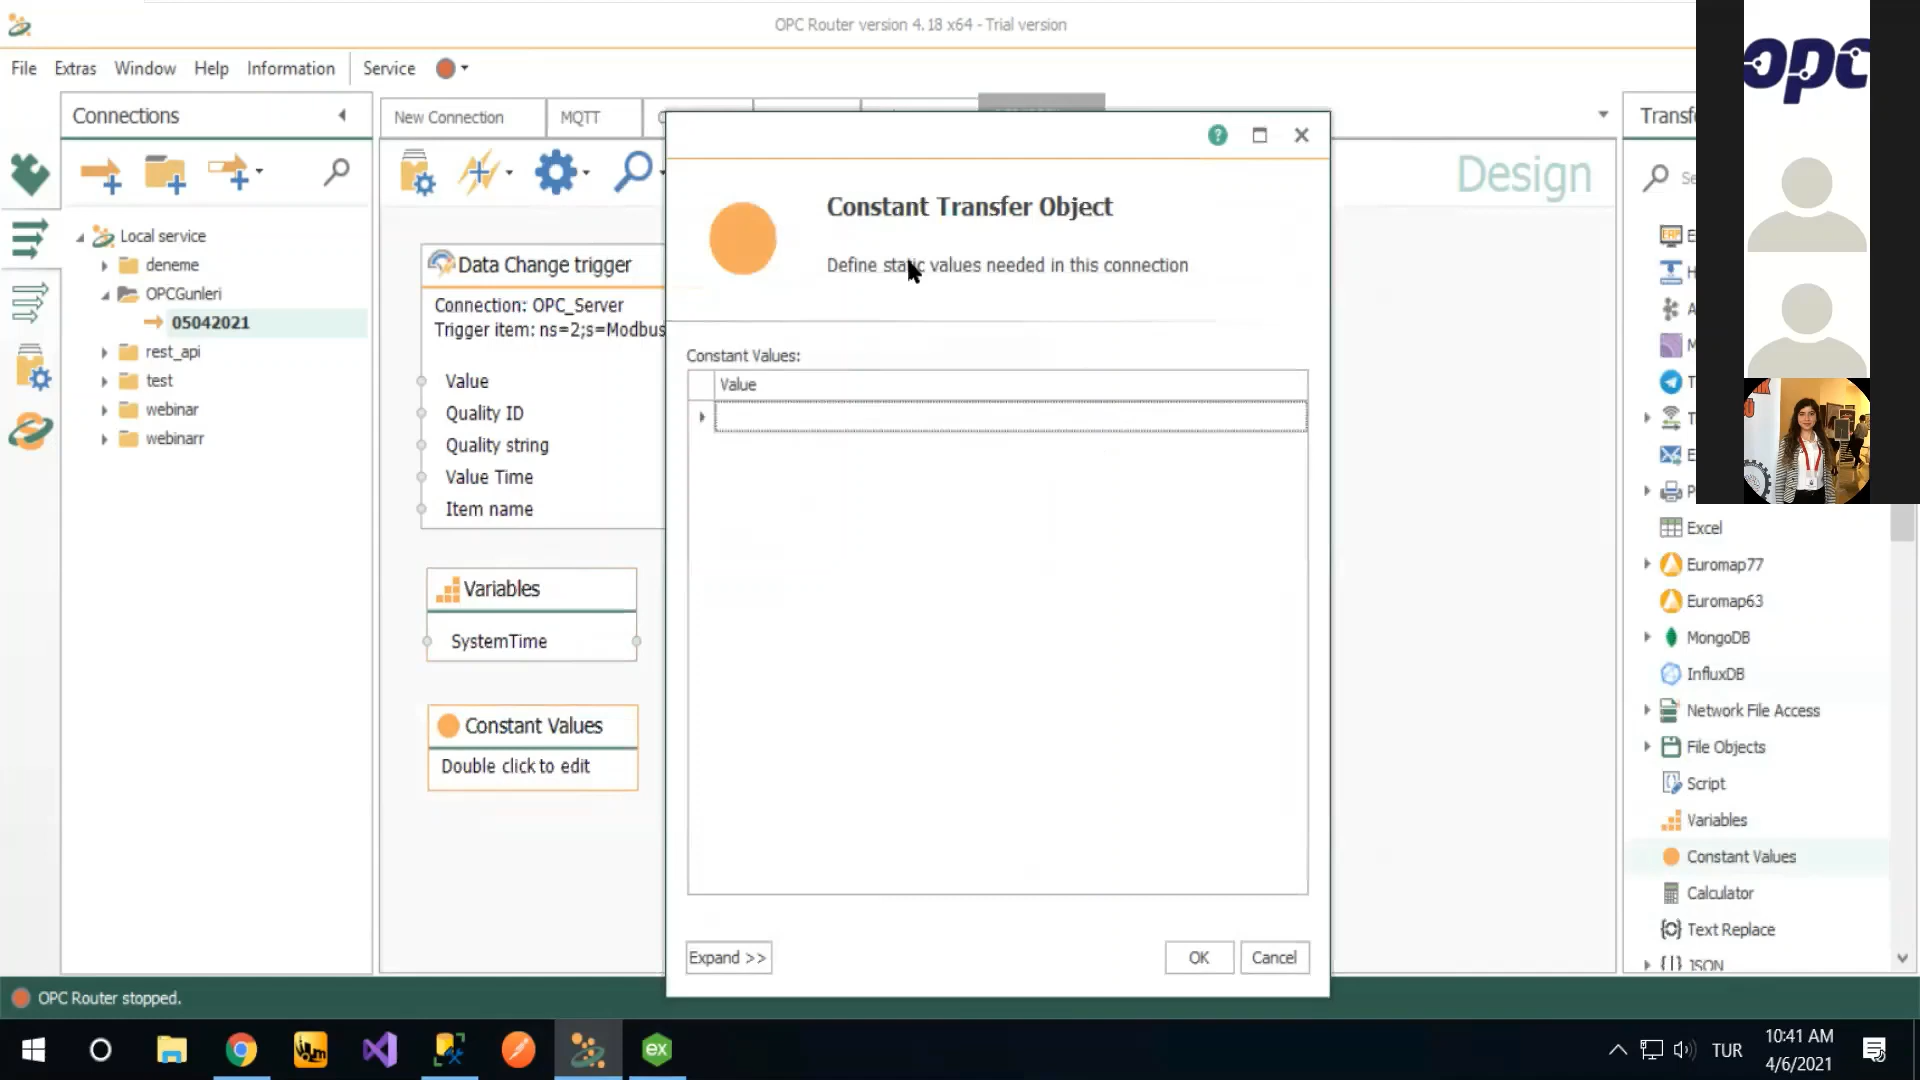 OPC Router version 4.18 x64 - Trial version
File Extras Window Help Information Service
Connections
Local service
deneme
OPCGunleri
05042021
rest_api
test
webinar
webinarr
New Connection
MQTT
Design
Data Change trigger
Connection: OPC_Server
Trigger item: ns=2;s=Modbus
Value
Quality ID
Quality string
Value Time
Item name
Variables
SystemTime
Constant Values
Double click to edit
Constant Transfer Object
Define static values needed in this connection
Constant Values:
Value
Expand >>
OK
Cancel
Transf
Se
opc
Excel
Euromap77
Euromap63
MongoDB
InfluxDB
Network File Access
File Objects
Script
Variables
Constant Values
Calculator
Text Replace
JSON
OPC Router stopped.
TUR
10:41 AM
4/6/2021